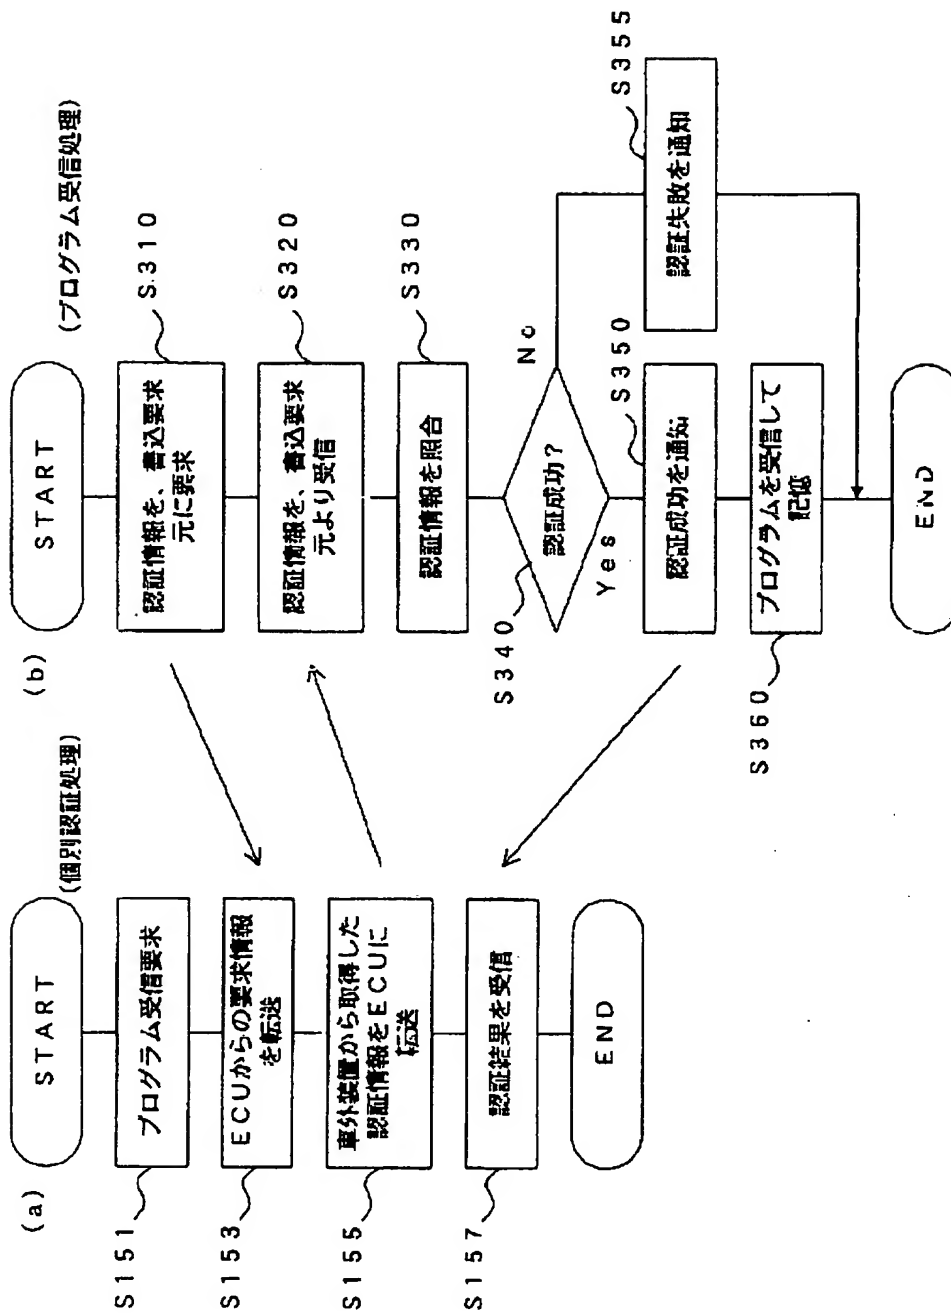 (a)
(個別認証処理)
START
S151
プログラム受信要求
S153
ECUからの要求情報
を転送
S155
車外装置から取得した
認証情報をECUに
転送
S157
認証結果を受信
END
(b)
(プログラム受信処理)
START
S310
認証情報を、書込要求
元に要求
S320
認証情報を、書込要求
元より受信
S330
認証情報を照合
S340
認証成功?
No
Yes
S350
認証成功を通知
S355
認証失敗を通知
S360
プログラムを受信して
記憶
END